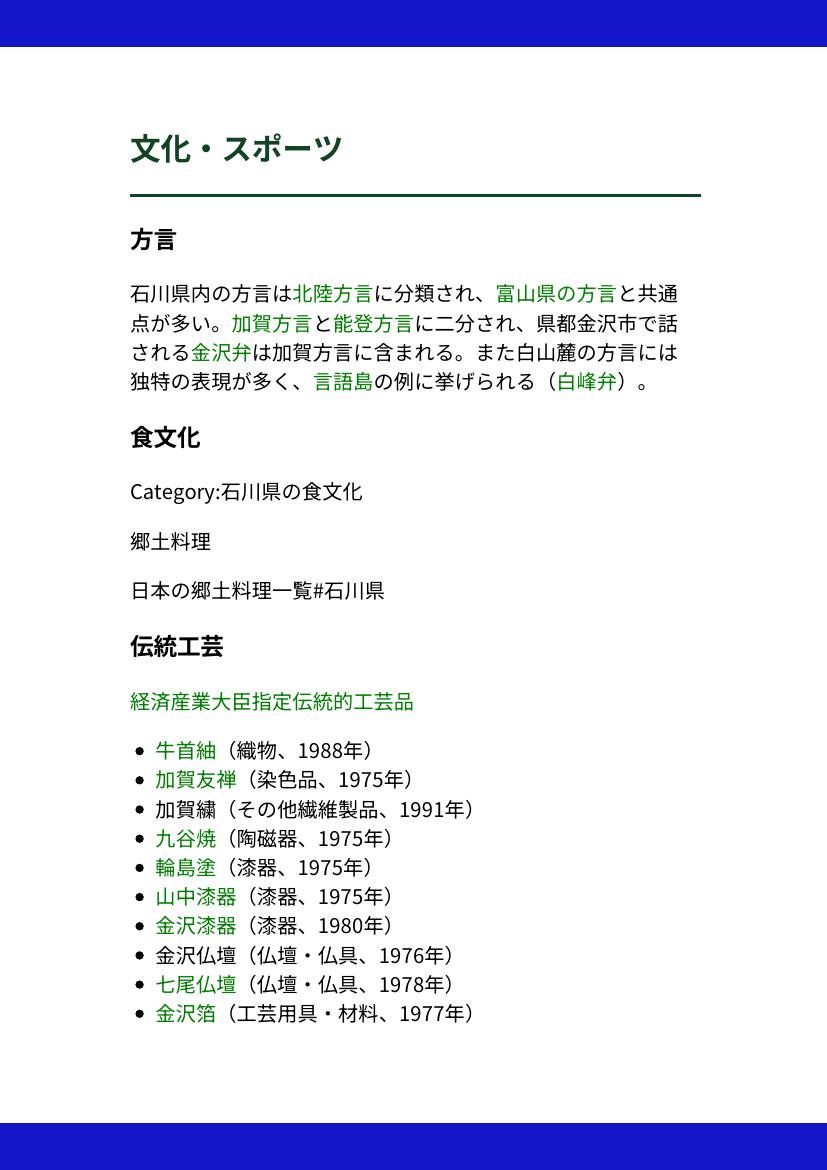 文化・スポーツ
方言
石川県内の方言は北陸方言に分類され、富山県の方言と共通
点が多い。加賀方言と能登方言に二分され、県都金沢市で話
される金沢弁は加賀方言に含まれる。また白山麓の方言には
独特の表現が多く、言語島の例に挙げられる（白峰弁）。
食文化
Category:石川県の食文化
郷土料理
日本の郷土料理一覧#石川県
伝統工芸
経済産業大臣指定伝統的工芸品
• 牛首紬（織物、1988年）
• 加賀友禅（染色品、1975年）
• 加賀繍（その他繊維製品、1991年）
• 九谷焼（陶磁器、1975年）
• 輪島塗（漆器、1975年）
• 山中漆器（漆器、1975年）
• 金沢漆器（漆器、1980年）
• 金沢仏壇（仏壇・仏具、1976年）
• 七尾仏壇（仏壇・仏具、1978年）
• 金沢箔（工芸用具・材料、1977年）